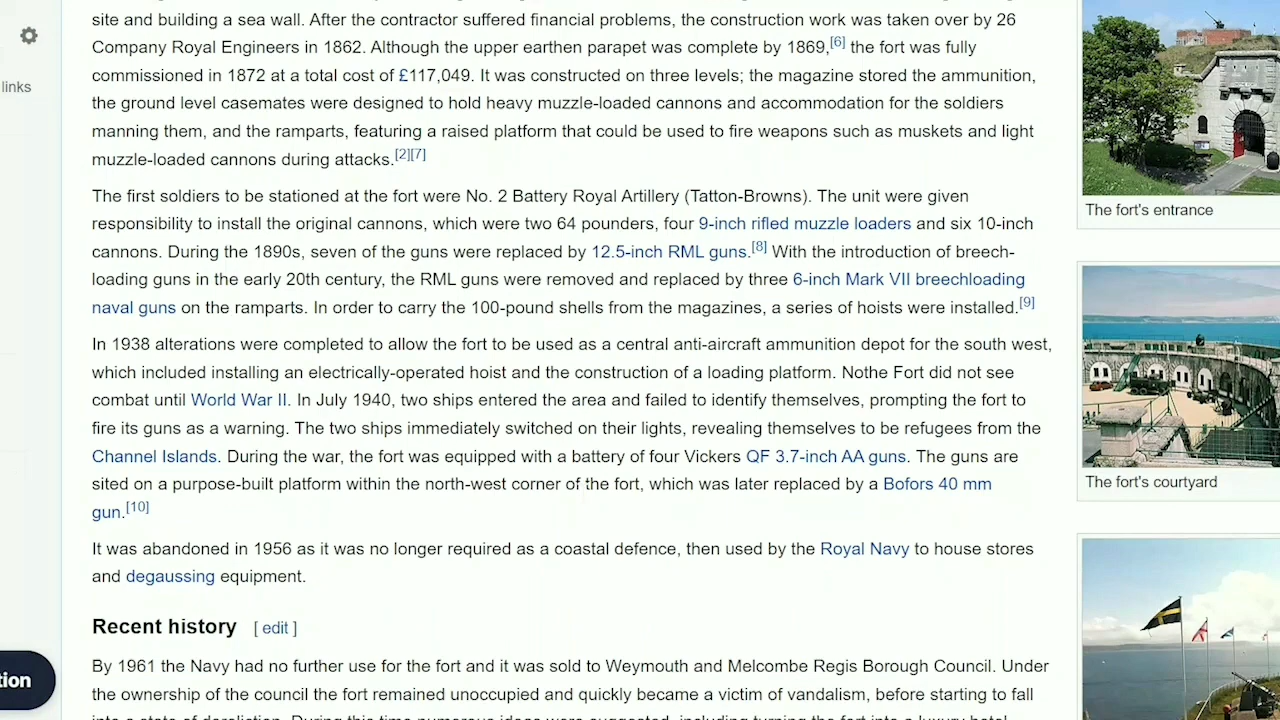 site and building a sea wall. After the contractor suffered financial problems, the construction work was taken over by 26
Company Royal Engineers in 1862. Although the upper earthen parapet was complete by 1869,[6] the fort was fully
commissioned in 1872 at a total cost of £117,049. It was constructed on three levels; the magazine stored the ammunition,
the ground level casemates were designed to hold heavy muzzle-loaded cannons and accommodation for the soldiers
manning them, and the ramparts, featuring a raised platform that could be used to fire weapons such as muskets and light
muzzle-loaded cannons during attacks.[2][7]
The first soldiers to be stationed at the fort were No. 2 Battery Royal Artillery (Tatton-Browns). The unit were given
responsibility to install the original cannons, which were two 64 pounders, four 9-inch rifled muzzle loaders and six 10-inch
cannons. During the 1890s, seven of the guns were replaced by 12.5-inch RML guns.[8] With the introduction of breech-
loading guns in the early 20th century, the RML guns were removed and replaced by three 6-inch Mark VII breechloading
naval guns on the ramparts. In order to carry the 100-pound shells from the magazines, a series of hoists were installed.[9]
In 1938 alterations were completed to allow the fort to be used as a central anti-aircraft ammunition depot for the south west,
which included installing an electrically-operated hoist and the construction of a loading platform. Nothe Fort did not see
combat until World War II. In July 1940, two ships entered the area and failed to identify themselves, prompting the fort to
fire its guns as a warning. The two ships immediately switched on their lights, revealing themselves to be refugees from the
Channel Islands. During the war, the fort was equipped with a battery of four Vickers QF 3.7-inch AA guns. The guns are
sited on a purpose-built platform within the north-west corner of the fort, which was later replaced by a Bofors 40 mm
gun.[10]
It was abandoned in 1956 as it was no longer required as a coastal defence, then used by the Royal Navy to house stores
and degaussing equipment.
Recent history [ edit ]
By 1961 the Navy had no further use for the fort and it was sold to Weymouth and Melcombe Regis Borough Council. Under
the ownership of the council the fort remained unoccupied and quickly became a victim of vandalism, before starting to fall
into a state of dereliction. During this time numerous ideas were suggested, including turning the fort into a luxury hotel
links
tion
The fort's entrance
The fort's courtyard